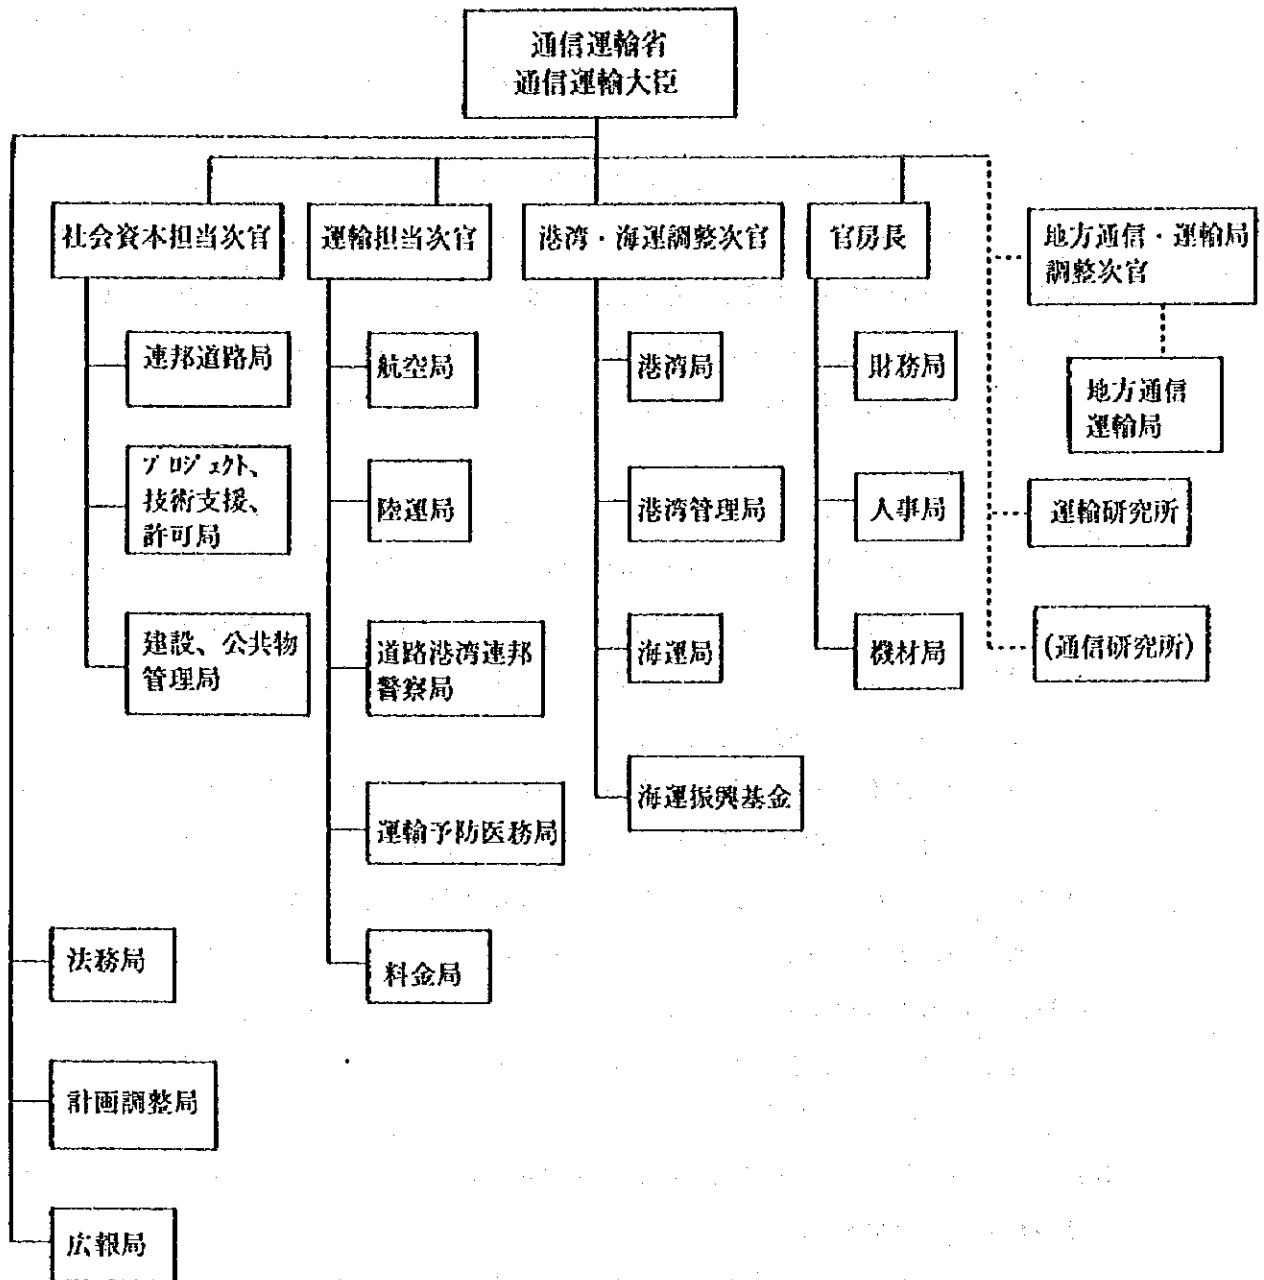 通信運輸省
通信運輸大臣
社会資本担当次官
運輸担当次官
港湾・海運調整次官
官房長
地方通信・運輸局
調整次官
連邦道路局
航空局
港湾局
財務局
地方通信
運輸局
プロジェクト、
技術支援、
許可局
陸運局
港湾管理局
人事局
運輸研究所
建設、公共物
管理局
道路港湾連邦
警察局
海運局
機材局
(通信研究所)
運輸予防医務局
海運振興基金
法務局
料金局
計画調整局
広報局